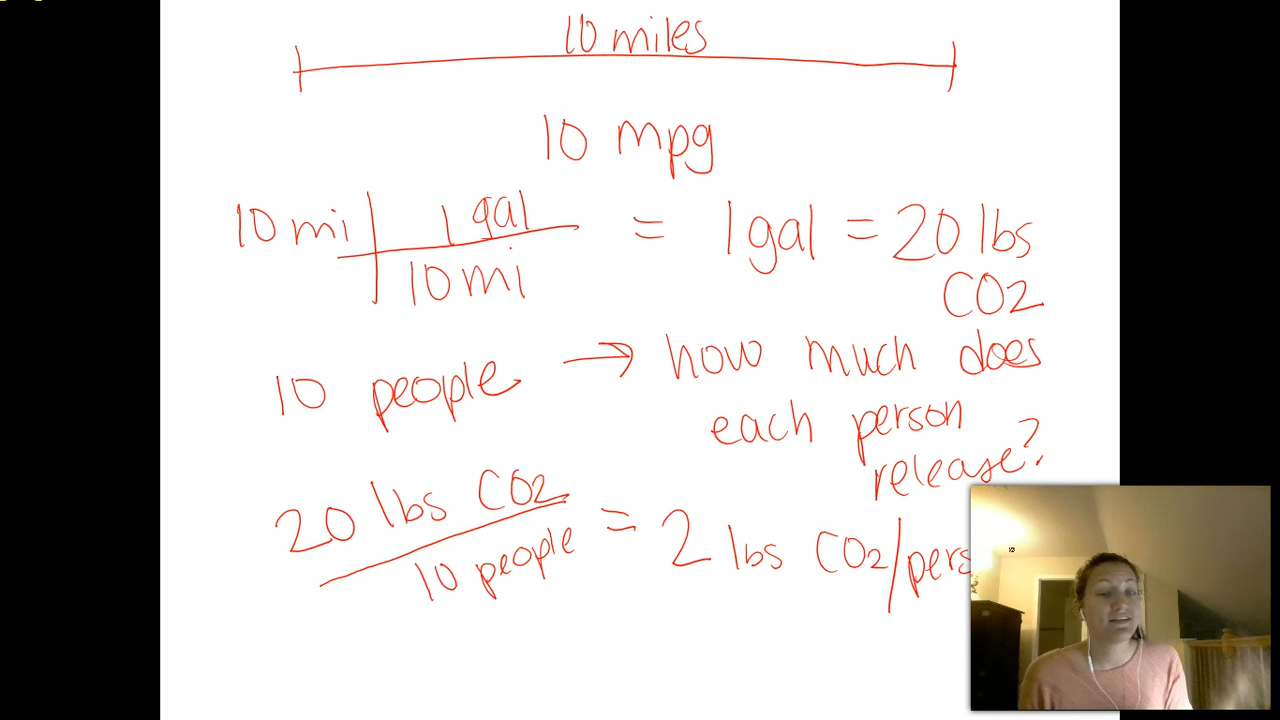 10 miles
10 mpg
10 mi | 1 gal = 1 gal = 20 lbs
10 mi CO2
10 people → how much does
each person
release?
20 lbs CO2 = 2 lbs CO2/pers
10 people